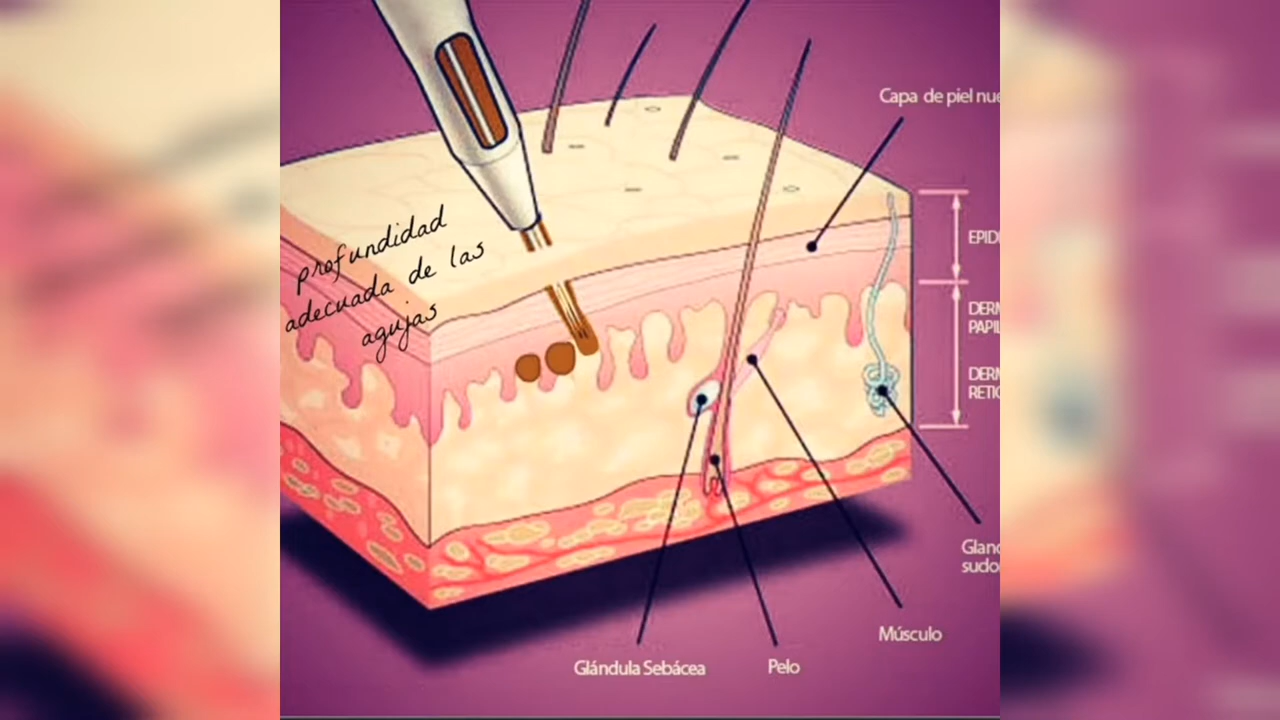 Capa de piel nue
profundidad
adecuada de las
agujas
EPID
DERM
PAPIL
DERM
RETIC
Gland
sudo
Músculo
Glándula Sebácea
Pelo